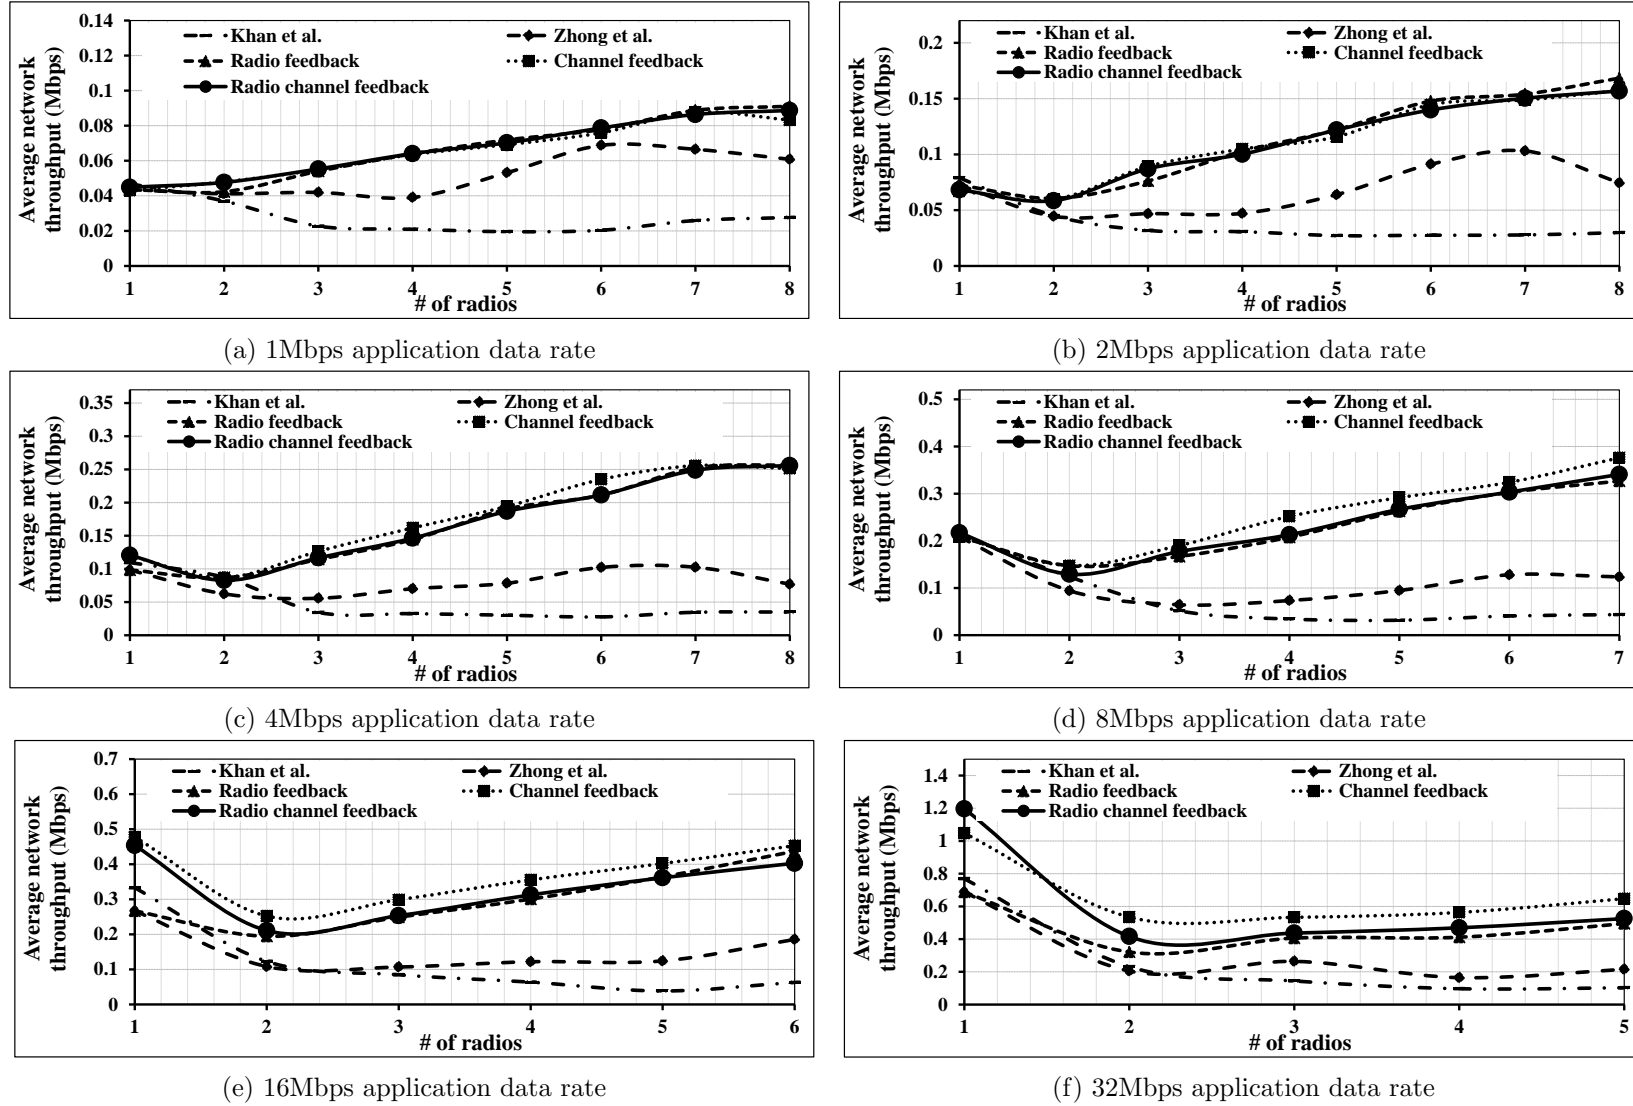 Average network
throughput (Mbps)
0.14
0.12
0.1
0.08
0.06
0.04
0.02
0
Khan et al.
Zhong et al.
Radio feedback
Channel feedback
Radio channel feedback
1 2 3 4 5 6 7 8
# of radios
(a) 1Mbps application data rate
Average network
throughput (Mbps)
0.2
0.15
0.1
0.05
0
Khan et al.
Zhong et al.
Radio feedback
Channel feedback
Radio channel feedback
1 2 3 4 5 6 7 8
# of radios
(b) 2Mbps application data rate
Average network
throughput (Mbps)
0.35
0.3
0.25
0.2
0.15
0.1
0.05
0
Khan et al.
Zhong et al.
Radio fedback
Channel feedback
Radio channel feedback
1 2 3 4 5 6 7 8
# of radios
(c) 4Mbps application data rate
Average network
throughput (Mbps)
0.5
0.4
0.3
0.2
0.1
0
Khan et al.
Zhong et al.
Radio feedback
Channel feedback
Radio channel feedback
1 2 3 4 5 6 7
# of radios
(d) 8Mbps application data rate
Average network
throughput (Mbps)
0.7
0.6
0.5
0.4
0.3
0.2
0.1
0
Khan et al.
Zhong et al.
Radio feedback
Channel feedback
Radio channel feedback
1 2 3 4 5 6
# of radios
(e) 16Mbps application data rate
Average network
throughput (Mbps)
1.4
1.2
1
0.8
0.6
0.4
0.2
0
Khan et al.
Zhong et al.
Radio feedback
Channel feedback
Radio channel feedback
1 2 3 4 5
# of radios
(f) 32Mbps application data rate